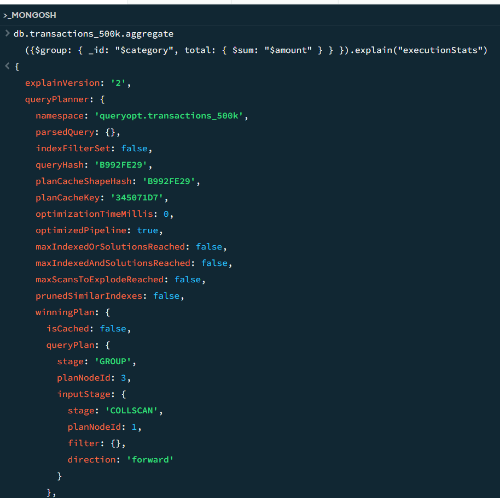 >_MONGOSH
> db.transactions_500k.aggregate
({$group: { _id: "$category", total: { $sum: "$amount" } } }).explain("executionStats")
< {
explainVersion: '2',
queryPlanner: {
namespace: 'queryopt.transactions_500k',
parsedQuery: {},
indexFilterSet: false,
queryHash: 'B992FE29',
planCacheShapeHash: 'B992FE29',
planCacheKey: '345071D7',
optimizationTimeMillis: 0,
optimizedPipeline: true,
maxIndexedOrSolutionsReached: false,
maxIndexedAndSolutionsReached: false,
maxScansToExplodeReached: false,
prunedSimilarIndexes: false,
winningPlan: {
isCached: false,
queryPlan: {
stage: 'GROUP',
planNodeId: 3,
inputStage: {
stage: 'COLLSCAN',
planNodeId: 1,
filter: {},
direction: 'forward'
}
},